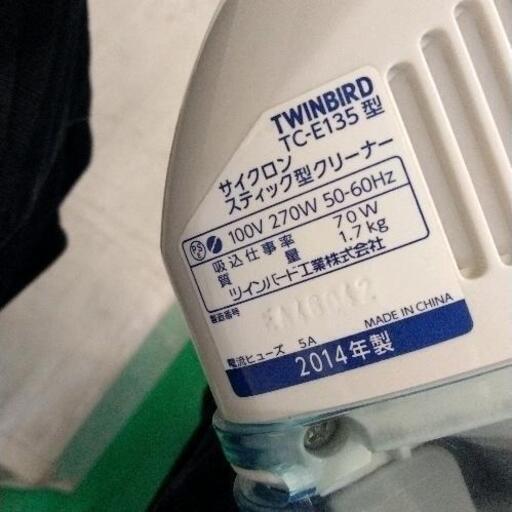 TWINBIRD
TC-E135 型
サイクロン
スティック型クリーナー
100V 270W 50-60Hz
吸込仕事率 70W
質量 1.7kg
ツインバード工業株式会社
製造番号
電流ヒューズ 5A MADE IN CHINA
2014年製